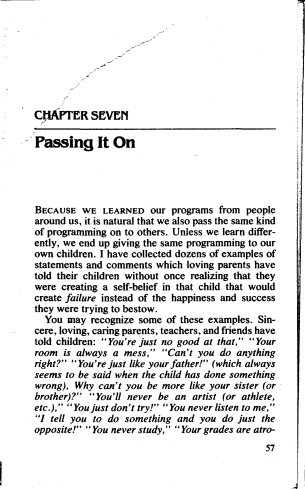 CHAPTER SEVEN
Passing It On
BECAUSE WE LEARNED our programs from people
around us, it is natural that we also pass the same kind
of programming on to others. Unless we learn differ-
ently, we end up giving the same programming to our
own children. I have collected dozens of examples of
statements and comments which loving parents have
told their children without once realizing that they
were creating a self-belief in that child that would
create failure instead of the happiness and success
they were trying to bestow.
You may recognize some of these examples. Sin-
cere, loving, caring parents, teachers, and friends have
told children: "You're just no good at that," "Your
room is always a mess," "Can't you do anything
right?" "You're just like your father!" (which always
seems to be said when the child has done something
wrong), Why can't you be more like your sister (or
brother)?" "You'll never be an artist (or athlete,
etc.)," "You just don't try!" "You never listen to me,"
"I tell you to do something and you do just the
opposite!" "You never study," "Your grades are atro-
57